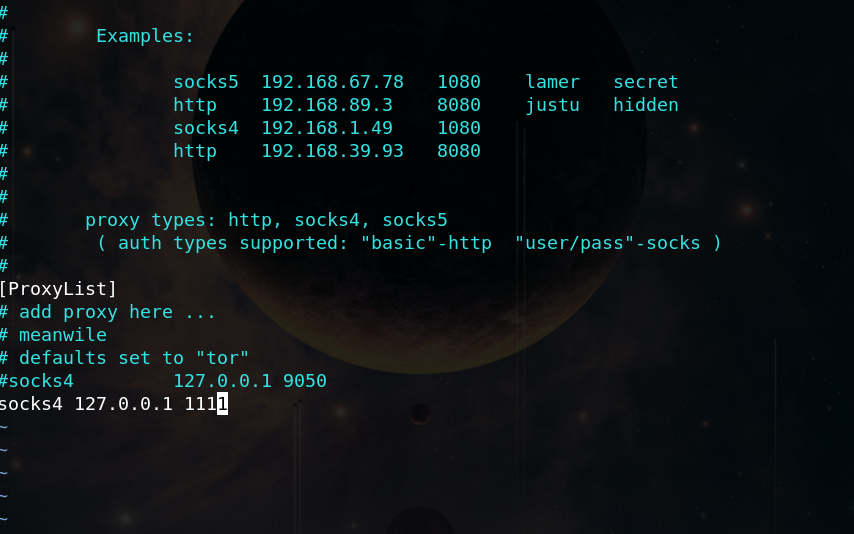 #
#        Examples:
#
#               socks5  192.168.67.78   1080    lamer   secret
#               http    192.168.89.3    8080    justu   hidden
#               socks4  192.168.1.49    1080
#               http    192.168.39.93   8080
#
#
#       proxy types: http, socks4, socks5
#        ( auth types supported: "basic"-http  "user/pass"-socks )
#
[ProxyList]
# add proxy here ...
# meanwile
# defaults set to "tor"
#socks4         127.0.0.1 9050
socks4 127.0.0.1 1111
~
~
~
~
~